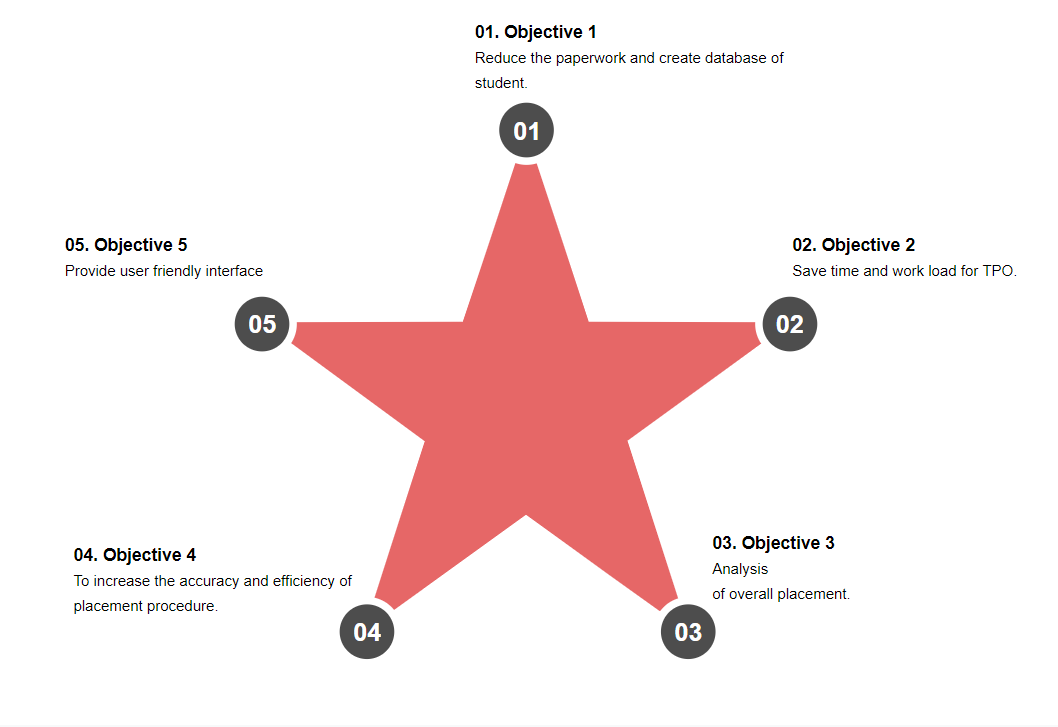 01. Objective 1
Reduce the paperwork and create database of
student.
01
02. Objective 2
Save time and work load for TPO.
02
03. Objective 3
Analysis
of overall placement.
03
04. Objective 4
To increase the accuracy and efficiency of
placement procedure.
04
05. Objective 5
Provide user friendly interface
05